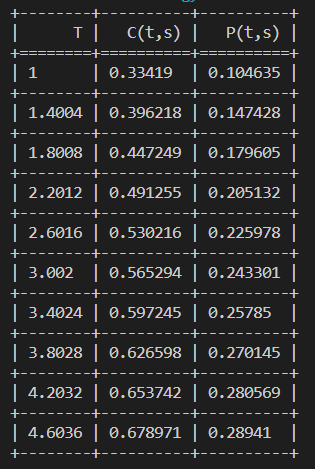 +--------+----------+----------+
|      T |   C(t,s) |   P(t,s) |
+========+==========+==========+
| 1      | 0.33419  | 0.104635 |
+--------+----------+----------+
| 1.4004 | 0.396218 | 0.147428 |
+--------+----------+----------+
| 1.8008 | 0.447249 | 0.179605 |
+--------+----------+----------+
| 2.2012 | 0.491255 | 0.205132 |
+--------+----------+----------+
| 2.6016 | 0.530216 | 0.225978 |
+--------+----------+----------+
| 3.002  | 0.565294 | 0.243301 |
+--------+----------+----------+
| 3.4024 | 0.597245 | 0.25785  |
+--------+----------+----------+
| 3.8028 | 0.626598 | 0.270145 |
+--------+----------+----------+
| 4.2032 | 0.653742 | 0.280569 |
+--------+----------+----------+
| 4.6036 | 0.678971 | 0.28941  |
+--------+----------+----------+